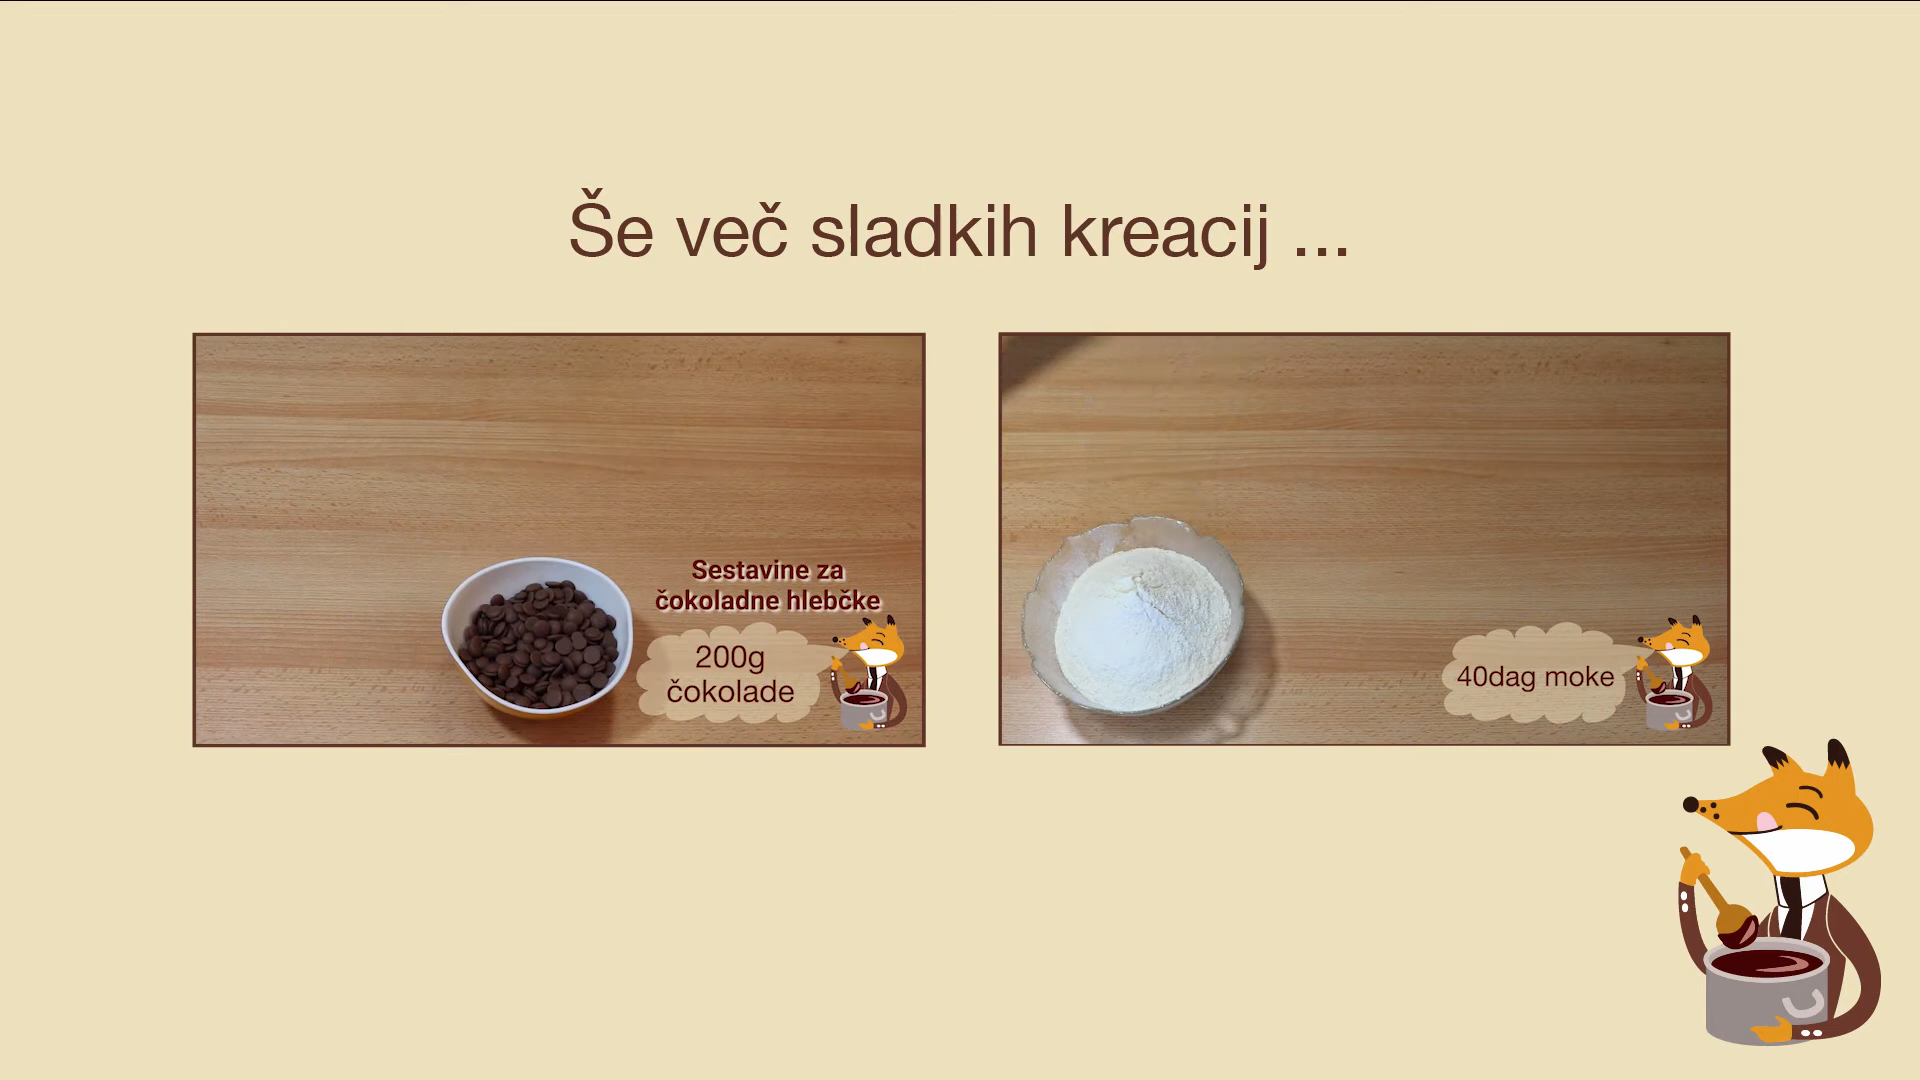 Še več sladkih kreacij ...
Sestavine za
čokoladne hlebčke
200g
čokolade
40dag moke